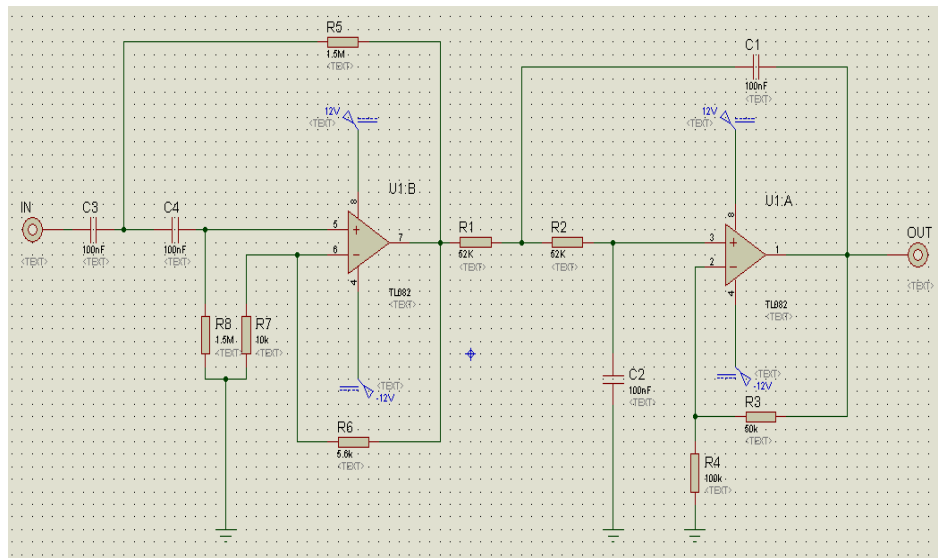 R5
1.5M
<TEXT>
C1
100nF
<TEXT>
12V
<TEXT>
12V
<TEXT>
U1:B
8
U1:A
8
IN
<TEXT>
C3
100nF
<TEXT>
C4
100nF
<TEXT>
5
6
7
4
TL082
<TEXT>
R1
52K
<TEXT>
R2
52K
<TEXT>
3
2
1
4
TL082
<TEXT>
OUT
<TEXT>
R8
1.5M
<TEXT>
R7
10k
<TEXT>
<TEXT>
-12V
C2
100nF
<TEXT>
<TEXT>
-12V
R6
5.6k
<TEXT>
R3
50k
<TEXT>
R4
100k
<TEXT>